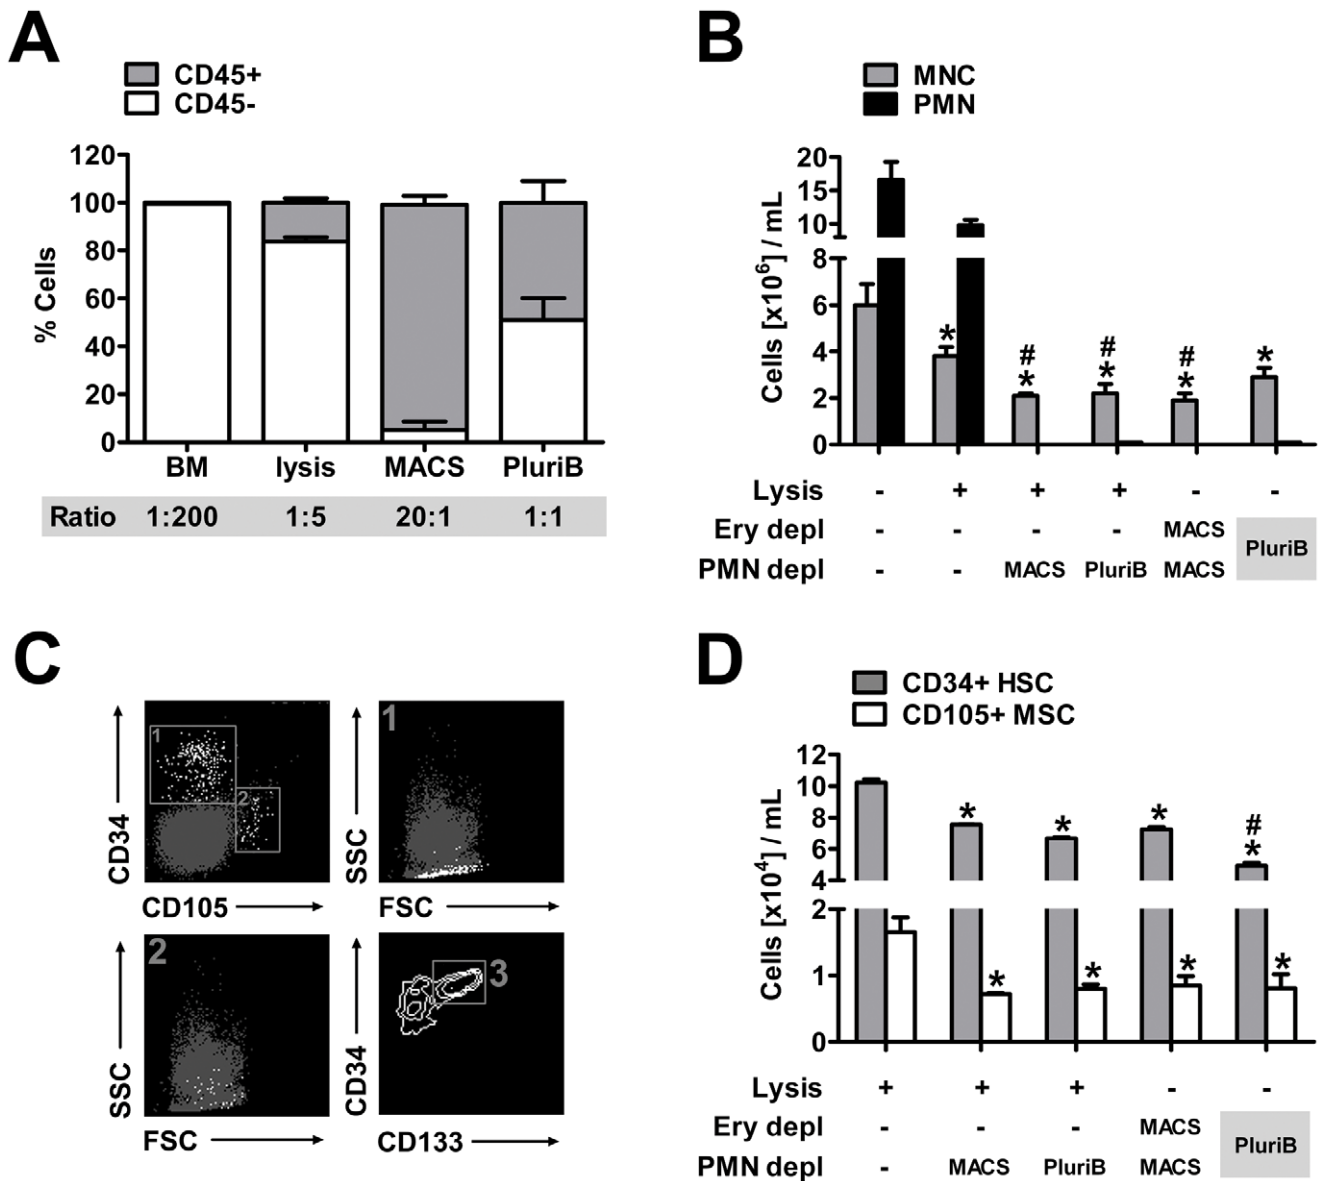 A
CD45+
CD45-
120
100
80
60
40
20
0
% Cells
BM lysis MACS PluriB
Ratio 1:200 1:5 20:1 1:1
B
MNC
PMN
20
15
10
8
6
4
2
0
Cells [x10⁶] / mL
* # * # * # * *
Lysis - + + + - -
Ery depl - - - - MACS PluriB
PMN depl - - MACS PluriB MACS
C
1
2
CD34
CD105
1
SSC
FSC
2
SSC
FSC
3
CD34
CD133
D
CD34+ HSC
CD105+ MSC
12
10
8
6
4
2
1
0
Cells [x10⁴] / mL
* * * # *
* * * *
Lysis + + + - -
Ery depl - - - MACS PluriB
PMN depl - MACS PluriB MACS